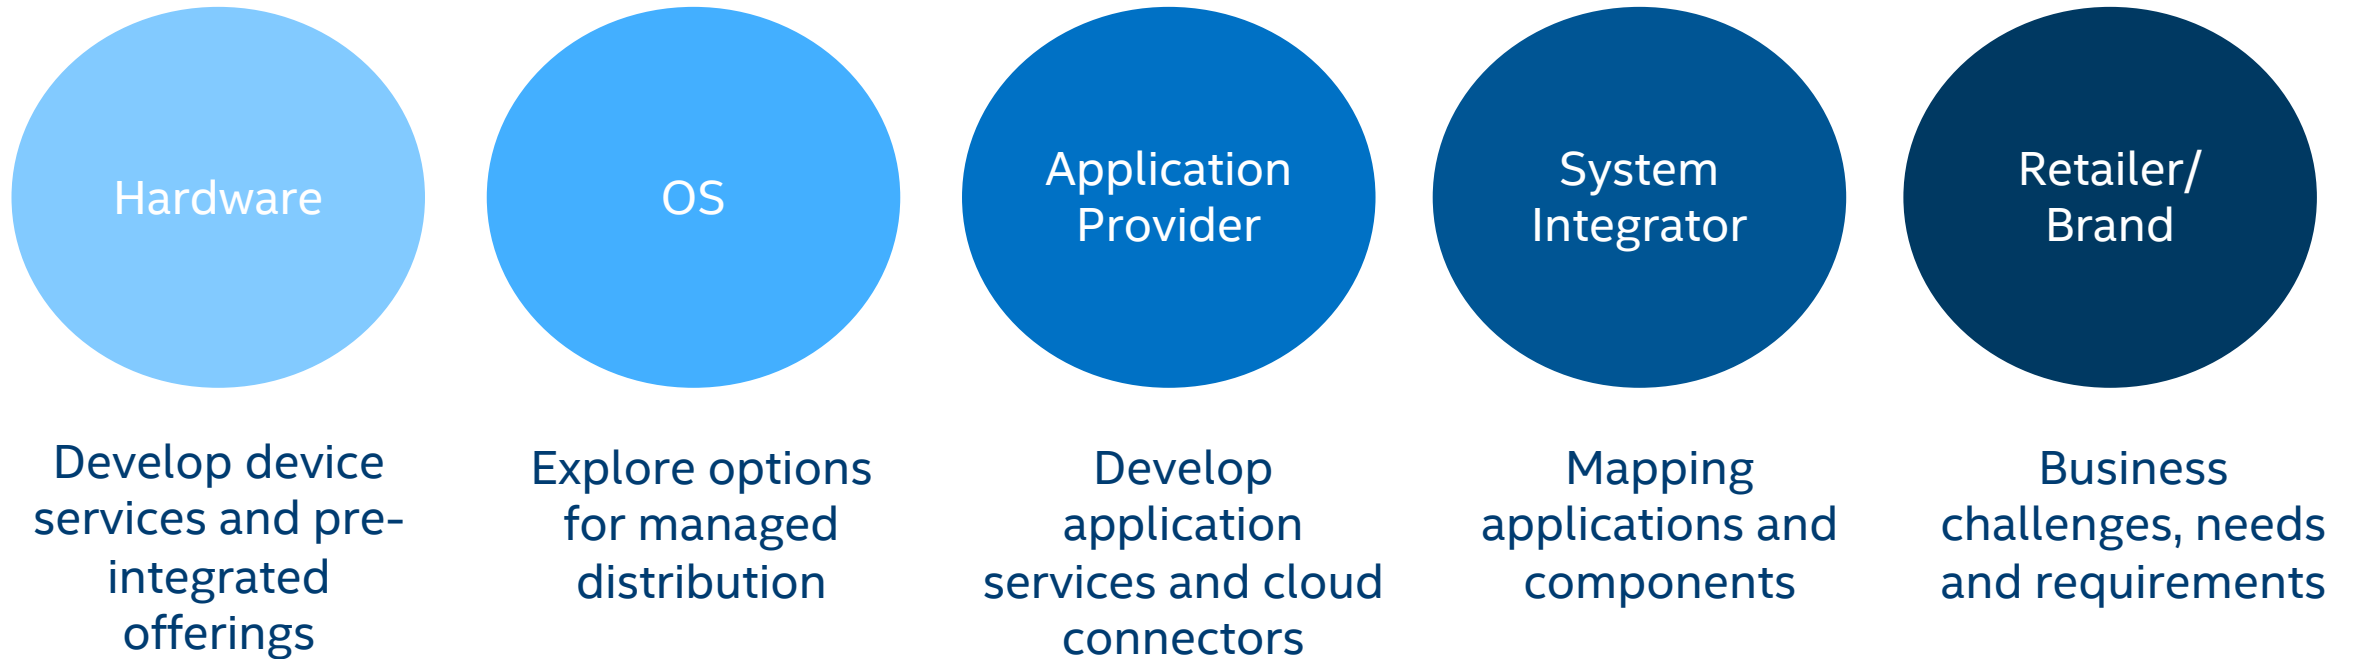 Hardware
OS
Application
Provider
System
Integrator
Retailer/
Brand
Develop device
services and pre-
integrated
offerings
Explore options
for managed
distribution
Develop
application
services and cloud
connectors
Mapping
applications and
components
Business
challenges, needs
and requirements